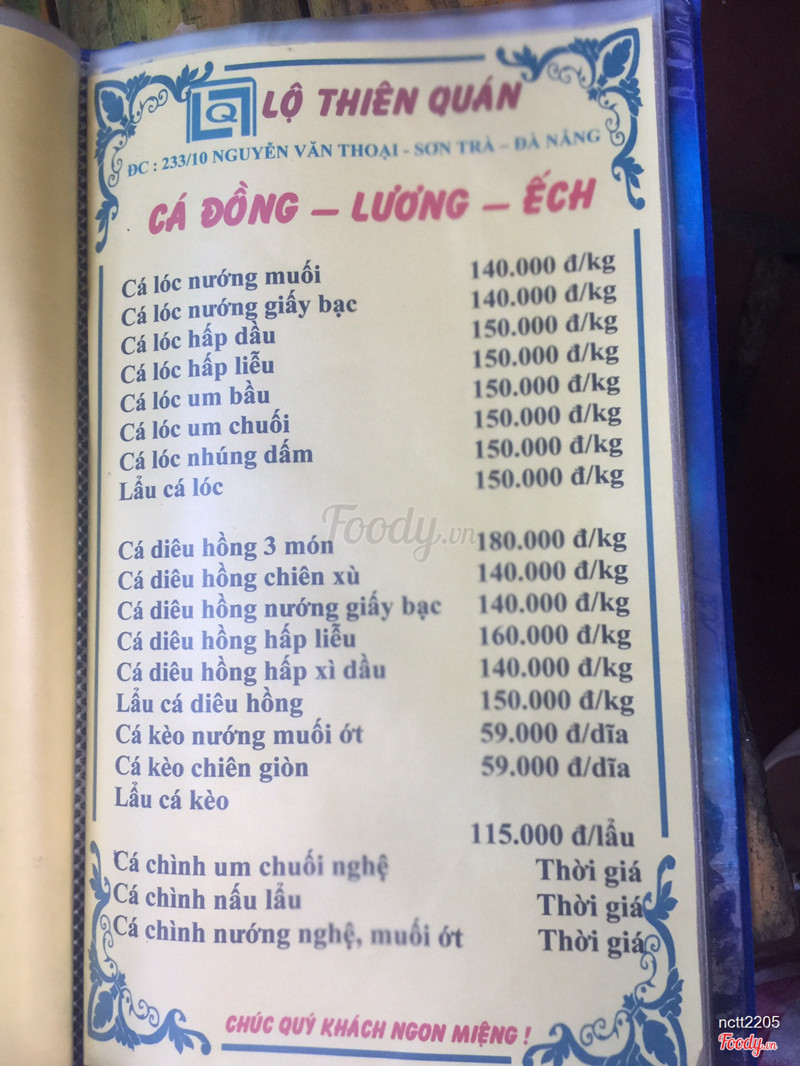 LQ LỘ THIÊN QUÁN
ĐC : 233/10 NGUYỄN VĂN THOẠI - SƠN TRÀ – ĐÀ NẴNG
CÁ ĐỒNG – LƯƠNG – ẾCH
Cá lóc nướng muối 140.000 đ/kg
Cá lóc nướng giấy bạc 140.000 đ/kg
Cá lóc hấp dầu 150.000 đ/kg
Cá lóc hấp liễu 150.000 đ/kg
Cá lóc um bầu 150.000 đ/kg
Cá lóc um chuối 150.000 đ/kg
Cá lóc nhúng dấm 150.000 đ/kg
Lẩu cá lóc 150.000 đ/kg
Foody.vn
Cá diêu hồng 3 món 180.000 đ/kg
Cá diêu hồng chiên xù 140.000 đ/kg
Cá diêu hồng nướng giấy bạc 140.000 đ/kg
Cá diêu hồng hấp liễu 160.000 đ/kg
Cá diêu hồng hấp xì dầu 140.000 đ/kg
Lẩu cá diêu hồng 150.000 đ/kg
Cá kèo nướng muối ớt 59.000 đ/dĩa
Cá kèo chiên giòn 59.000 đ/dĩa
Lẩu cá kèo
115.000 đ/lẩu
Cá chình um chuối nghệ Thời giá
Cá chình nấu lẩu Thời giá
Cá chình nướng nghệ, muối ớt Thời giá
CHÚC QUÝ KHÁCH NGON MIỆNG !
nctt2205
Foody.vn